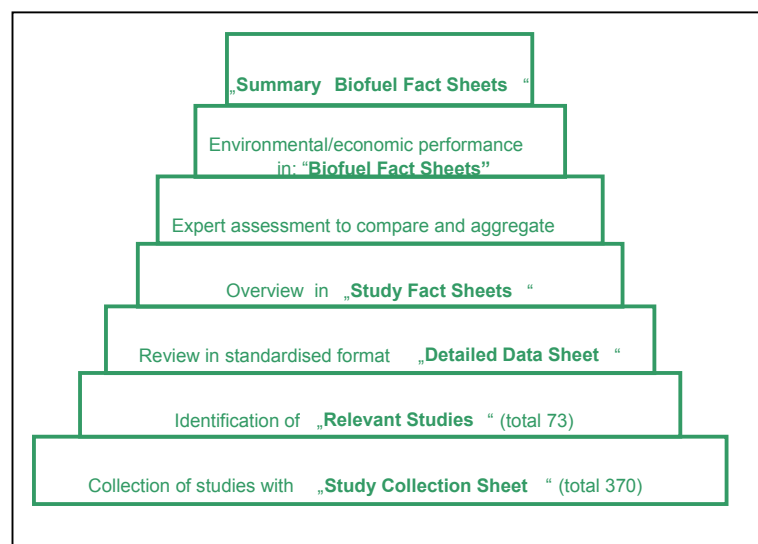 „Summary Biofuel Fact Sheets “
Environmental/economic performance
in: “Biofuel Fact Sheets”
Expert assessment to compare and aggregate
Overview in „Study Fact Sheets “
Review in standardised format „Detailed Data Sheet “
Identification of „Relevant Studies “ (total 73)
Collection of studies with „Study Collection Sheet “ (total 370)